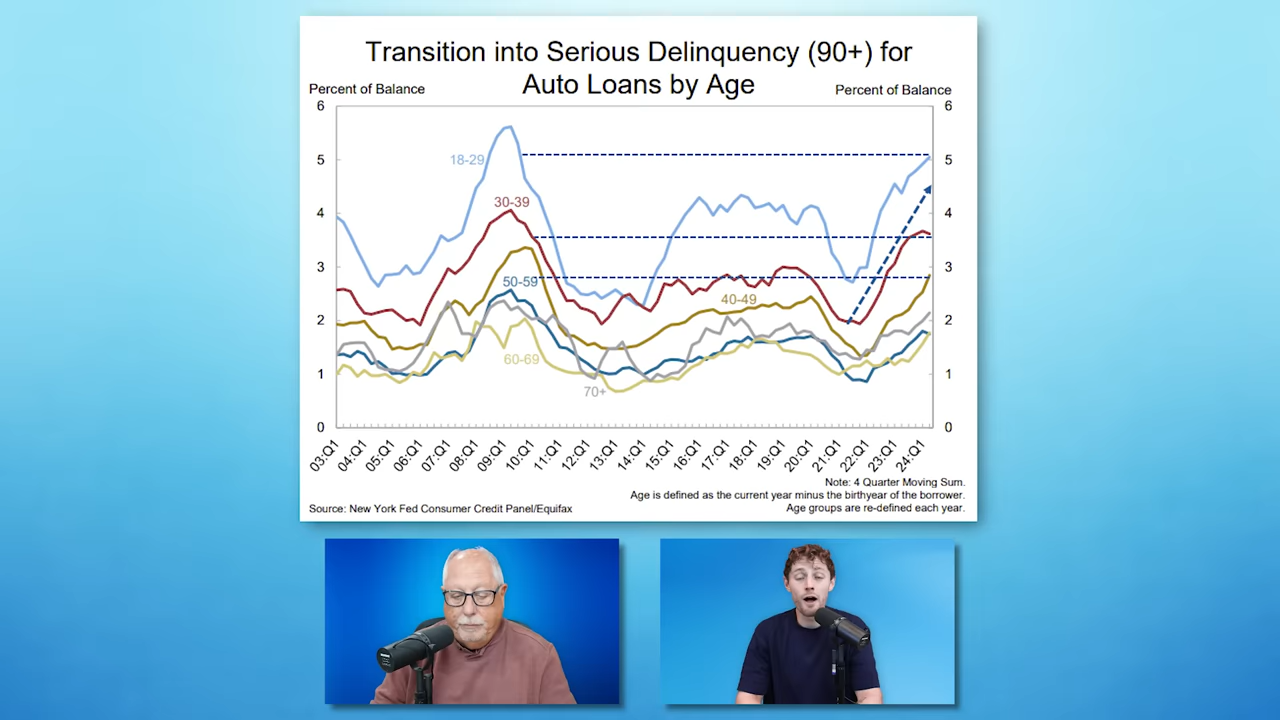 Transition into Serious Delinquency (90+) for
Auto Loans by Age
Percent of Balance
Percent of Balance
6
6
5
5
4
4
3
3
2
2
1
1
0
0
18-29
30-39
50-59
40-49
60-69
70+
03:Q1
04:Q1
05:Q1
06:Q1
07:Q1
08:Q1
09:Q1
10:Q1
11:Q1
12:Q1
13:Q1
14:Q1
15:Q1
16:Q1
17:Q1
18:Q1
19:Q1
20:Q1
21:Q1
22:Q1
23:Q1
24:Q1
Note: 4 Quarter Moving Sum.
Age is defined as the current year minus the birthyear of the borrower.
Source: New York Fed Consumer Credit Panel/Equifax
Age groups are re-defined each year.